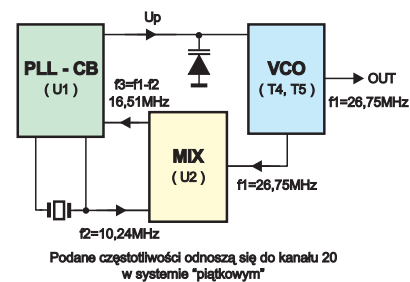 Up
PLL - CB
( U1 )
f3=f1-f2
16,51MHz
VCO
( T4, T5 )
OUT
f1=26,75MHz
MIX
( U2 )
f1=26,75MHz
f2=10,24MHz
Podane częstotliwości odnoszą się do kanału 20
w systemie "piątkowym"